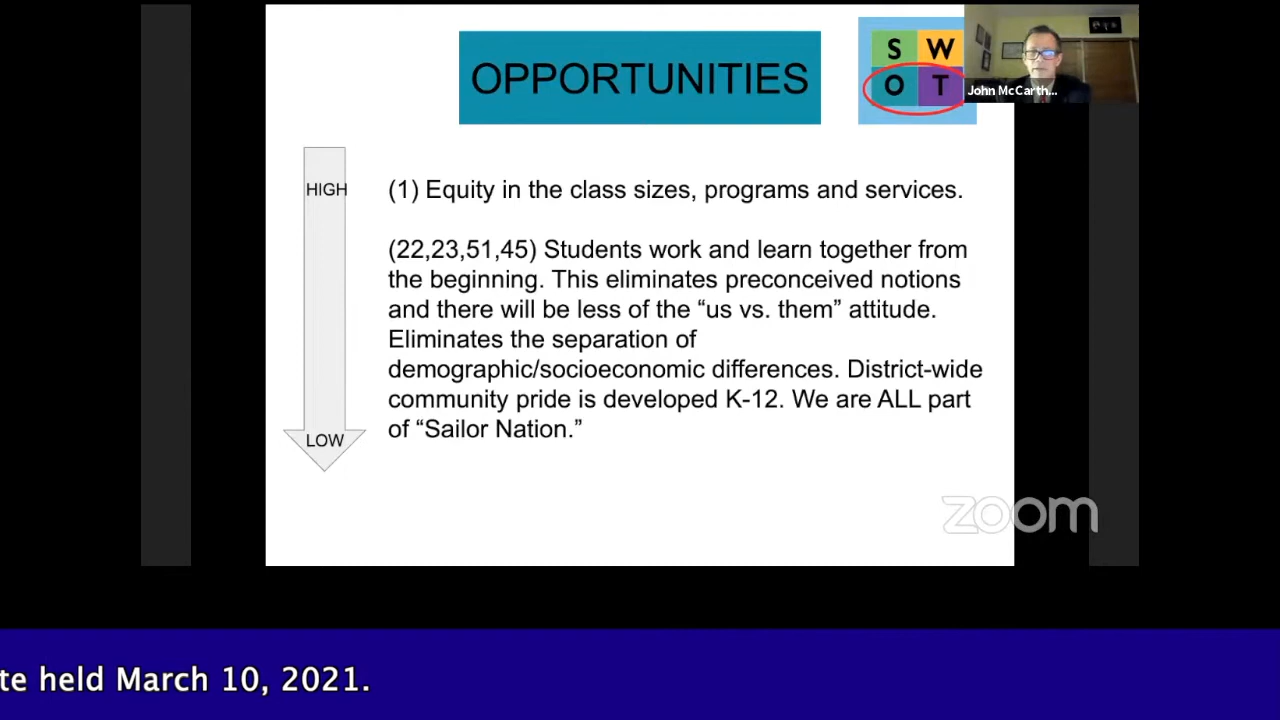 OPPORTUNITIES
S W
O T
John McCarth...
HIGH
(1) Equity in the class sizes, programs and services.
(22,23,51,45) Students work and learn together from
the beginning. This eliminates preconceived notions
and there will be less of the “us vs. them” attitude.
Eliminates the separation of
demographic/socioeconomic differences. District-wide
community pride is developed K-12. We are ALL part
of “Sailor Nation.”
LOW
zoom
te held March 10, 2021.